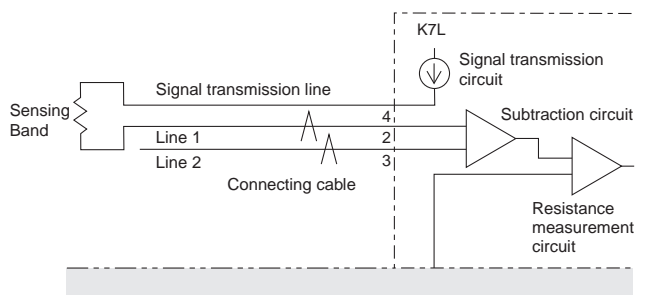 K7L
Signal transmission
circuit
Signal transmission line
Sensing
Band
4
Subtraction circuit
Line 1
2
Line 2
3
Connecting cable
Resistance
measurement
circuit